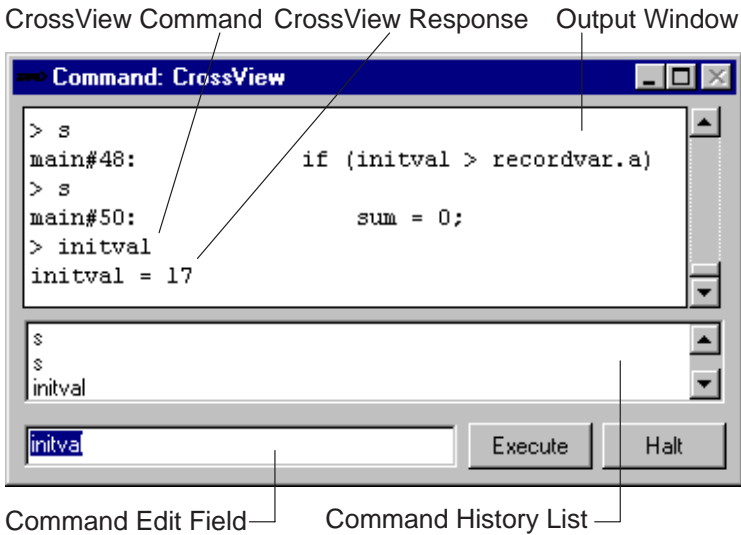 CrossView Command CrossView Response Output Window
Command: CrossView
> s
main#48: if (initval > recordvar.a)
> s
main#50: sum = 0;
> initval
initval = 17
s
s
initval
initval
Execute Halt
Command Edit Field Command History List